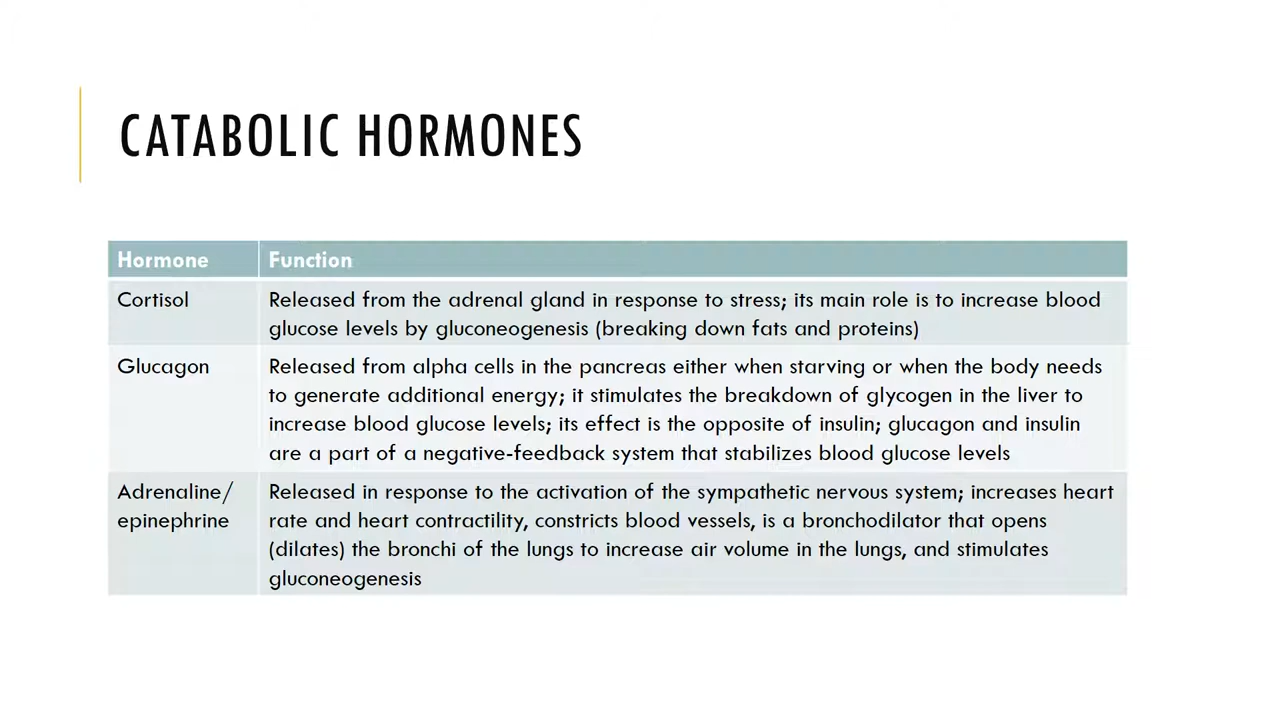 CATABOLIC HORMONES
Hormone
Function
Cortisol
Released from the adrenal gland in response to stress; its main role is to increase blood
glucose levels by gluconeogenesis (breaking down fats and proteins)
Glucagon
Released from alpha cells in the pancreas either when starving or when the body needs
to generate additional energy; it stimulates the breakdown of glycogen in the liver to
increase blood glucose levels; its effect is the opposite of insulin; glucagon and insulin
are a part of a negative-feedback system that stabilizes blood glucose levels
Adrenaline/
epinephrine
Released in response to the activation of the sympathetic nervous system; increases heart
rate and heart contractility, constricts blood vessels, is a bronchodilator that opens
(dilates) the bronchi of the lungs to increase air volume in the lungs, and stimulates
gluconeogenesis